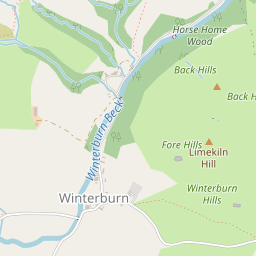 Horse Home
Wood
Back Hills
Back H
Winterburn Beck
Fore Hills
Limekiln
Hill
Winterburn
Hills
Winterburn